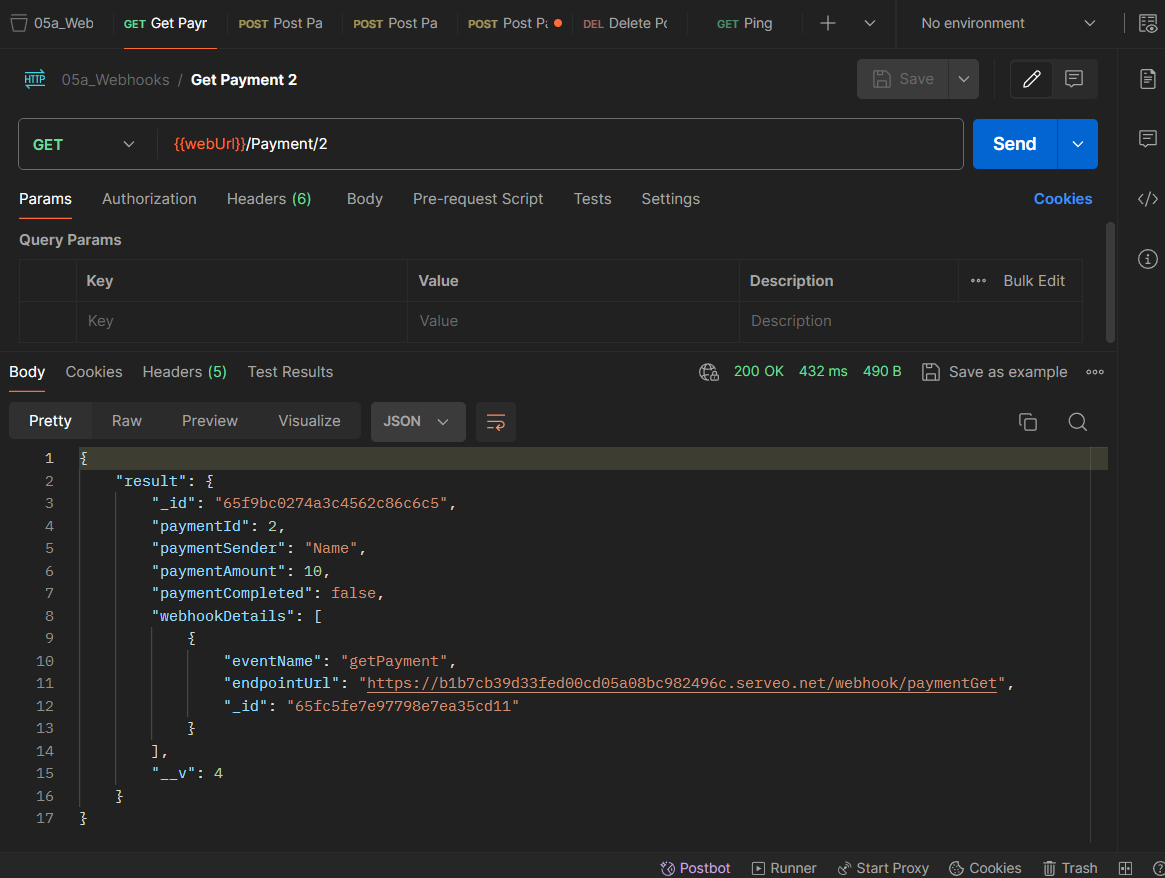 05a_Web GET Get Payr POST Post Pa POST Post Pa POST Post Pa DEL Delete Pc GET Ping No environment
HTTP 05a_Webhooks / Get Payment 2 Save
GET {{webUrl}}/Payment/2 Send
Params Authorization Headers (6) Body Pre-request Script Tests Settings Cookies
Query Params
Key Value Description Bulk Edit
Key Value Description
Body Cookies Headers (5) Test Results 200 OK 432 ms 490 B Save as example
Pretty Raw Preview Visualize JSON
1 {
2 "result": {
3 "_id": "65f9bc0274a3c4562c86c6c5",
4 "paymentId": 2,
5 "paymentSender": "Name",
6 "paymentAmount": 10,
7 "paymentCompleted": false,
8 "webhookDetails": [
9 {
10 "eventName": "getPayment",
11 "endpointUrl": "https://b1b7cb39d33fed00cd05a08bc982496c.serveo.net/webhook/paymentGet",
12 "_id": "65fc5fe7e97798e7ea35cd11"
13 }
14 ],
15 "__v": 4
16 }
17 }
Postbot Runner Start Proxy Cookies Trash